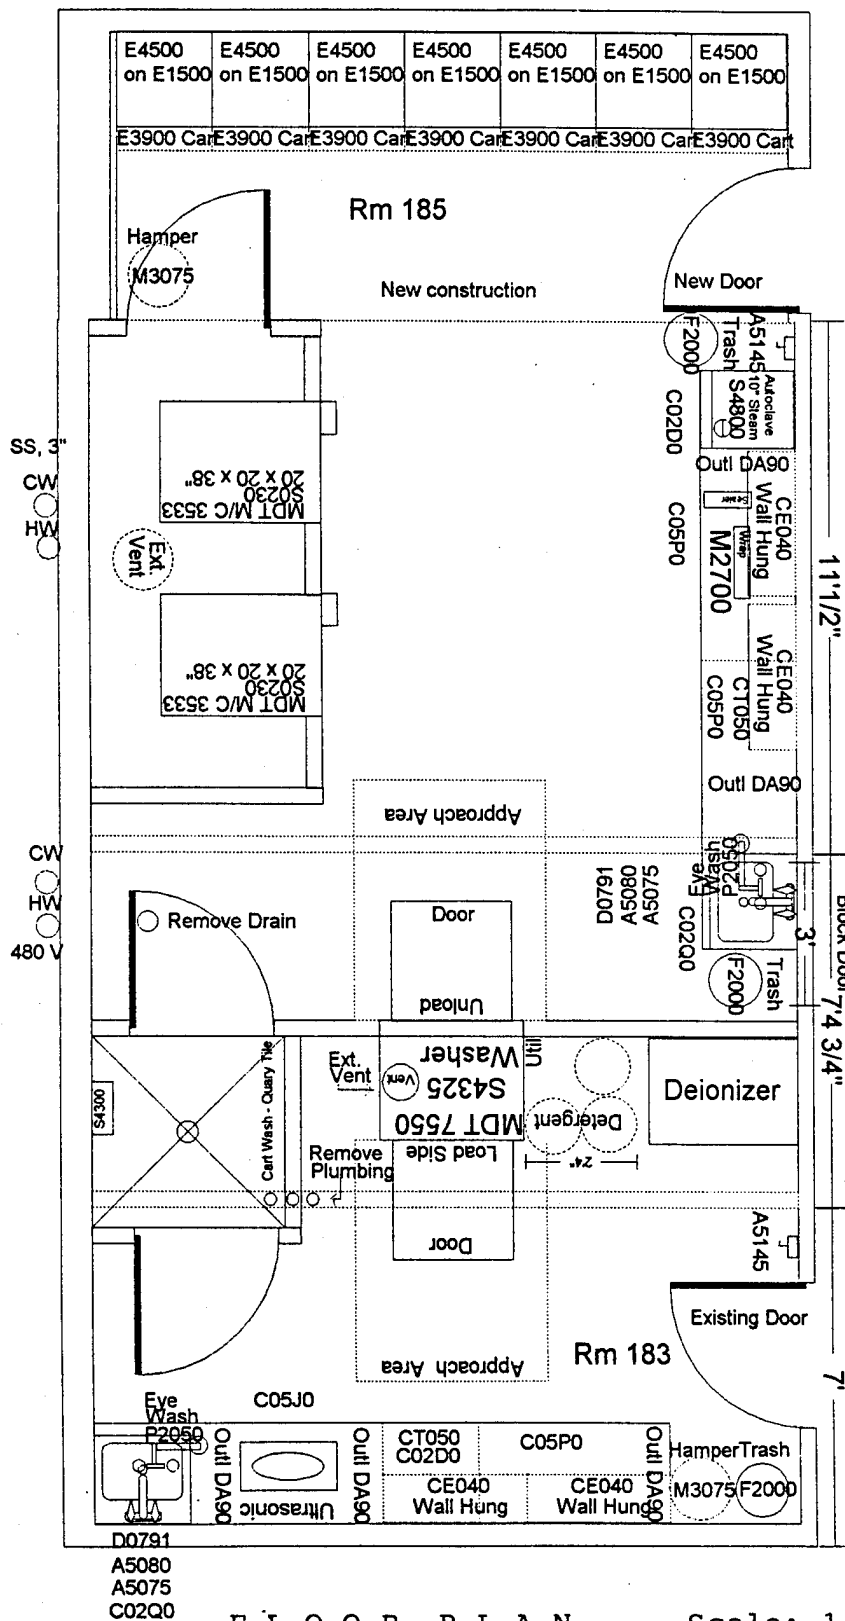 E4500 E4500 E4500 E4500 E4500 E4500 E4500
on E1500 on E1500 on E1500 on E1500 on E1500 on E1500 on E1500
E3900 Cart E3900 Cart E3900 Cart E3900 Cart E3900 Cart E3900 Cart E3900 Cart
Rm 185
Hamper
M3075
New construction
New Door
F2000
Trash
A5145
C02D0
S4800
10" Steam
Autoclave
Outl DA90
SS, 3"
CW
HW
MDT M/C 3533
S0230
20 x 20 x 38"
Ext.
Vent
C05P0
Sealer
Wrap
M2700
CE040
Wall Hung
11'1/2"
MDT M/C 3533
S0230
20 x 20 x 38"
CE040
Wall Hung
CT050
C05P0
Outl DA90
Approach Area
CW
HW
480 V
Remove Drain
Door
Unload
D0791
A5080
A5075
Eye
Wash
P2050
C02Q0
3'
Block Door
F2000
Trash
7'4 3/4"
S4300
Cart Wash - Quary Tile
Ext.
Vent
Vent
MDT 7550
S4325
Washer
Util
Detergent
24"
Deionizer
Remove
Plumbing
Load Side
Door
A5145
Existing Door
Approach Area
Rm 183
7'
Eye
Wash
P2050
C05J0
Outl DA90
Ultrasonic
Outl DA90
CT050
C02D0
C05P0
CE040
Wall Hung
CE040
Wall Hung
Outl DA90
Hamper Trash
M3075 F2000
D0791
A5080
A5075
C02Q0
FLOOR PLAN
Scale: 1